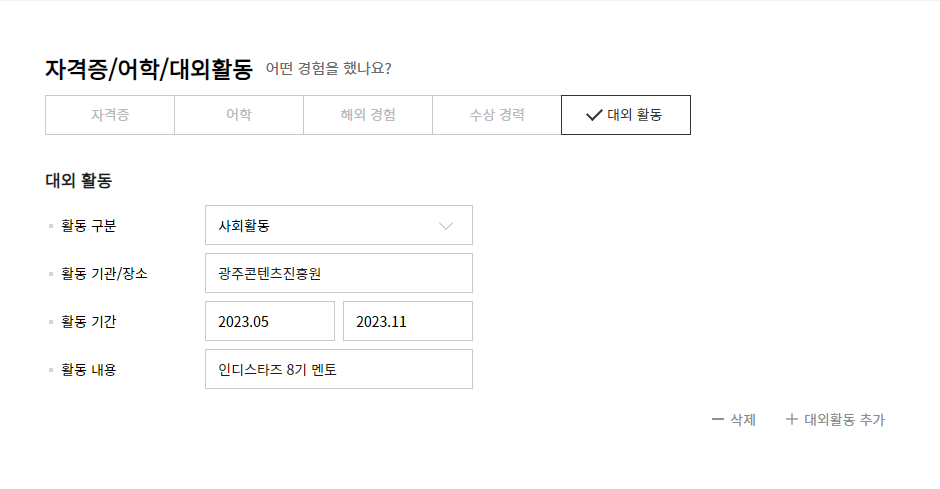 자격증/어학/대외활동 어떤 경험을 했나요?
자격증 어학 해외 경험 수상 경력 대외 활동
대외 활동
활동 구분 사회활동
활동 기관/장소 광주콘텐츠진흥원
활동 기간 2023.05 2023.11
활동 내용 인디스타즈 8기 멘토
삭제 대외활동 추가